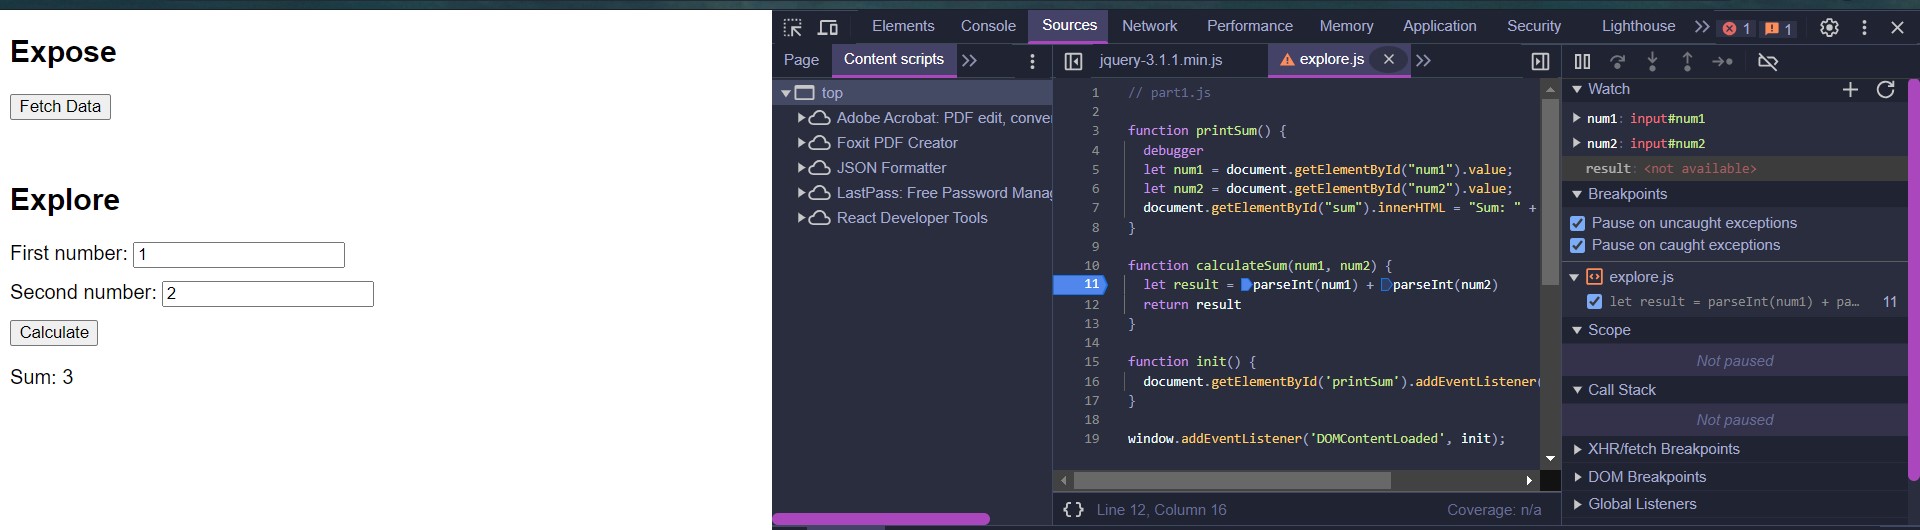 Expose
Fetch Data
Explore
First number: 1
Second number: 2
Calculate
Sum: 3
Elements Console Sources Network Performance Memory Application Security Lighthouse 1 1
Page Content scripts
top
Adobe Acrobat: PDF edit, conve
Foxit PDF Creator
JSON Formatter
LastPass: Free Password Mana
React Developer Tools
jquery-3.1.1.min.js explore.js
1 // part1.js
2
3 function printSum() {
4 debugger
5 let num1 = document.getElementById("num1").value;
6 let num2 = document.getElementById("num2").value;
7 document.getElementById("sum").innerHTML = "Sum: " +
8 }
9
10 function calculateSum(num1, num2) {
11 let result = parseInt(num1) + parseInt(num2)
12 return result
13 }
14
15 function init() {
16 document.getElementById('printSum').addEventListener(
17 }
18
19 window.addEventListener('DOMContentLoaded', init);
{} Line 12, Column 16 Coverage: n/a
Watch
num1: input#num1
num2: input#num2
result: <not available>
Breakpoints
Pause on uncaught exceptions
Pause on caught exceptions
explore.js
let result = parseInt(num1) + pa… 11
Scope
Not paused
Call Stack
Not paused
XHR/fetch Breakpoints
DOM Breakpoints
Global Listeners